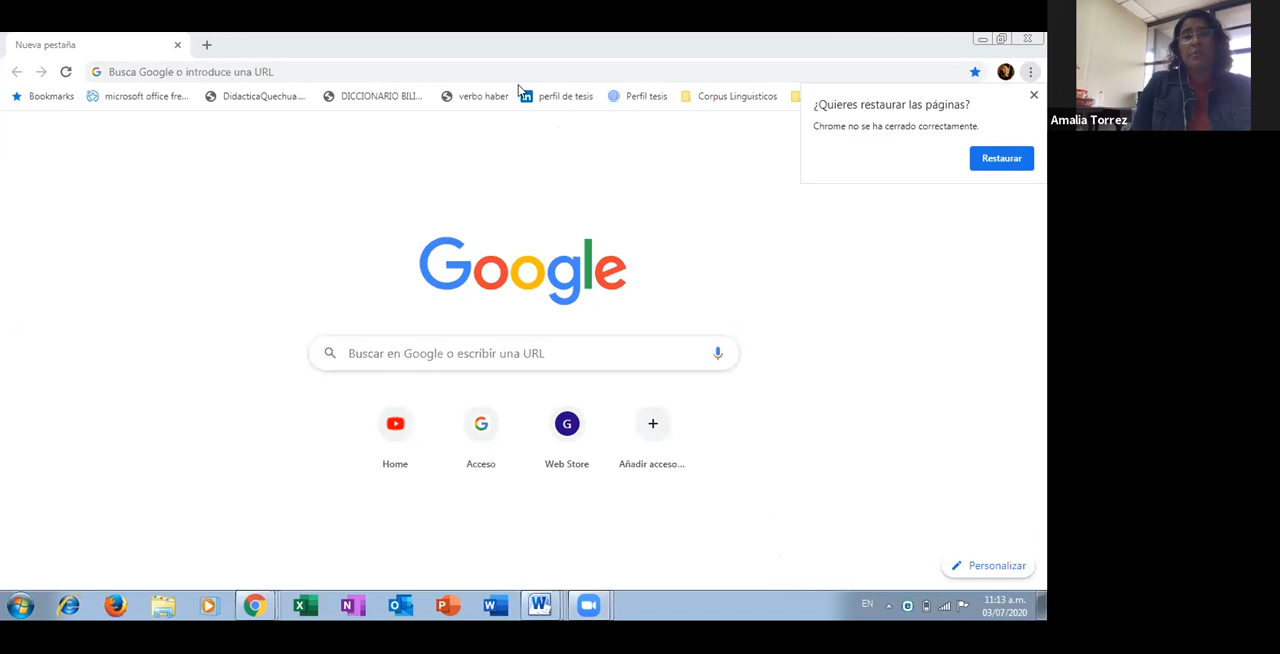 Nueva pestaña
Busca Google o introduce una URL
Bookmarks microsoft office fre... DidacticaQuechua.... DICCIONARIO BILI... verbo haber perfil de tesis Perfil tesis Corpus Linguisticos
¿Quieres restaurar las páginas?
Chrome no se ha cerrado correctamente.
Restaurar
Amalia Torrez
Google
Buscar en Google o escribir una URL
G
Home Acceso Web Store Añadir acceso...
Personalizar
EN
11:13 a.m.
03/07/2020